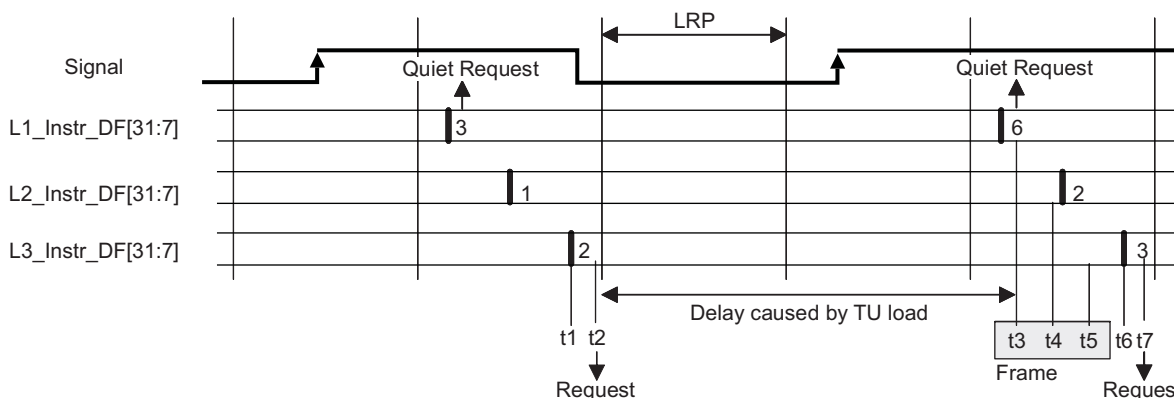 LRP
Signal
Quiet Request
Quiet Request
L1_Instr_DF[31:7]
3
6
L2_Instr_DF[31:7]
1
2
L3_Instr_DF[31:7]
2
3
Delay caused by TU load
t1 t2
t3 t4 t5 t6 t7
Frame
Request
Reques